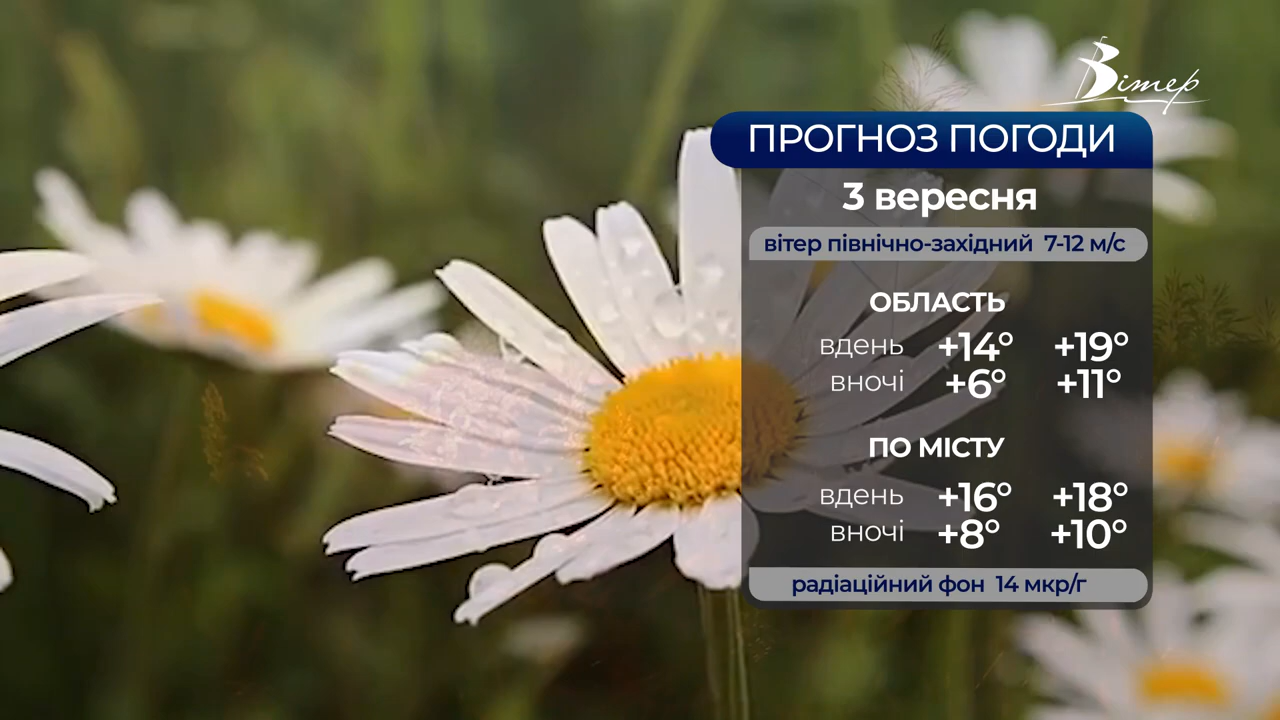 Вітер
ПРОГНОЗ ПОГОДИ
3 вересня
вітер північно-західний 7-12 м/с
ОБЛАСТЬ
вдень +14° +19°
вночі +6° +11°
ПО МІСТУ
вдень +16° +18°
вночі +8° +10°
радіаційний фон 14 мкр/г